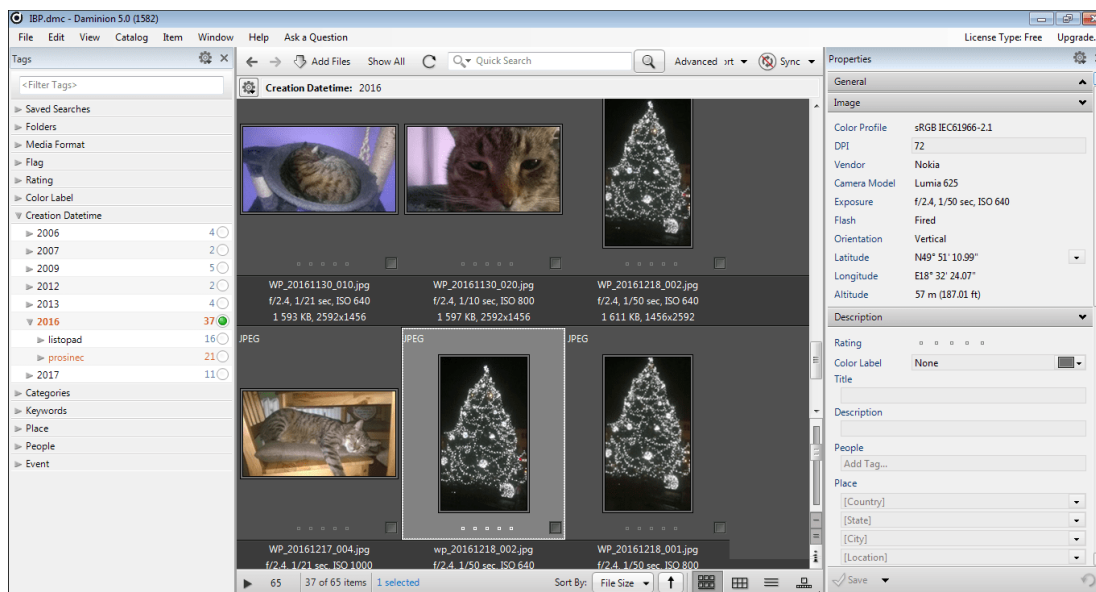 IBP.dmc - Daminion 5.0 (1582)
File Edit View Catalog Item Window Help Ask a Question License Type: Free Upgrade.
Tags
<Filter Tags>
Saved Searches
Folders
Media Format
Flag
Rating
Color Label
Creation Datetime
2006 4
2007 2
2009 5
2012 2
2013 4
2016 37
listopad 16
prosinec 21
2017 11
Categories
Keywords
Place
People
Event
Add Files Show All Quick Search Advanced ort Sync
Creation Datetime: 2016
WP_20161130_010.jpg
f/2.4, 1/21 sec, ISO 640
1 593 KB, 2592x1456
WP_20161130_020.jpg
f/2.4, 1/10 sec, ISO 800
1 597 KB, 2592x1456
WP_20161218_002.jpg
f/2.4, 1/50 sec, ISO 640
1 611 KB, 1456x2592
JPEG
WP_20161217_004.jpg
f/2.4, 1/21 sec, ISO 1000
JPEG
wp_20161218_002.jpg
f/2.4, 1/50 sec, ISO 640
JPEG
WP_20161218_001.jpg
f/2.4, 1/50 sec, ISO 800
65 37 of 65 items 1 selected Sort By: File Size
Properties
General
Image
Color Profile sRGB IEC61966-2.1
DPI 72
Vendor Nokia
Camera Model Lumia 625
Exposure f/2.4, 1/50 sec, ISO 640
Flash Fired
Orientation Vertical
Latitude N49° 51' 10.99"
Longitude E18° 32' 24.07"
Altitude 57 m (187.01 ft)
Description
Rating
Color Label None
Title
Description
People
Add Tag...
Place
[Country]
[State]
[City]
[Location]
Save